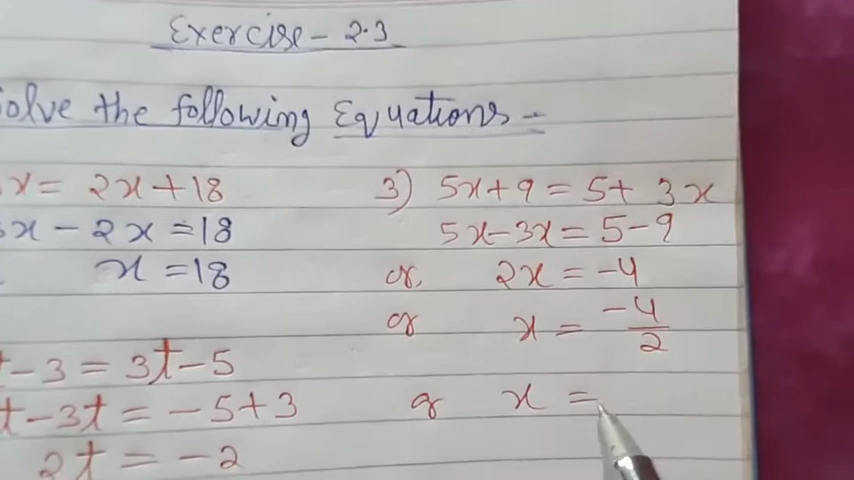 Exercise - 2.3
olve the following Equations -
x = 2x + 18
x - 2x = 18
x = 18
t - 3 = 3t - 5
t - 3t = - 5 + 3
2t = - 2
3) 5x + 9 = 5 + 3x
5x - 3x = 5 - 9
or, 2x = -4
or x = -4/2
or x =